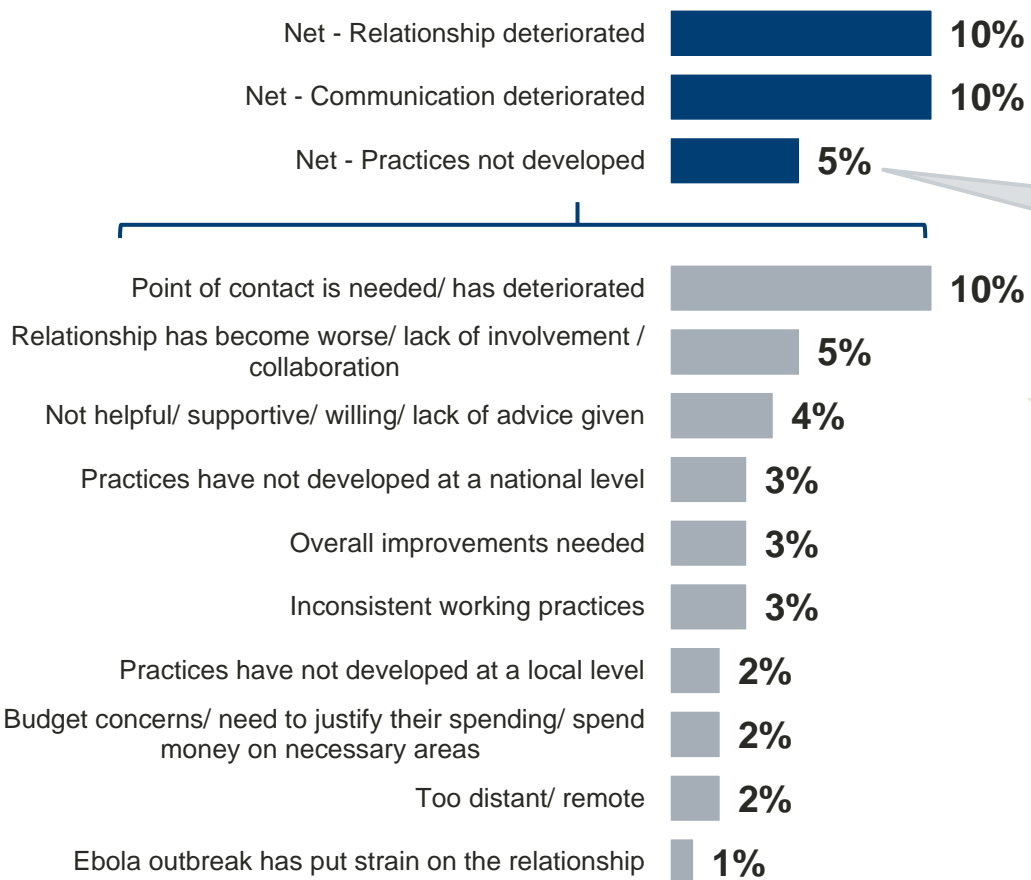 Net - Relationship deteriorated 10%
Net - Communication deteriorated 10%
Net - Practices not developed 5%
Point of contact is needed/ has deteriorated 10%
Relationship has become worse/ lack of involvement /
collaboration 5%
Not helpful/ supportive/ willing/ lack of advice given 4%
Practices have not developed at a national level 3%
Overall improvements needed 3%
Inconsistent working practices 3%
Practices have not developed at a local level 2%
Budget concerns/ need to justify their spending/ spend
money on necessary areas 2%
Too distant/ remote 2%
Ebola outbreak has put strain on the relationship 1%